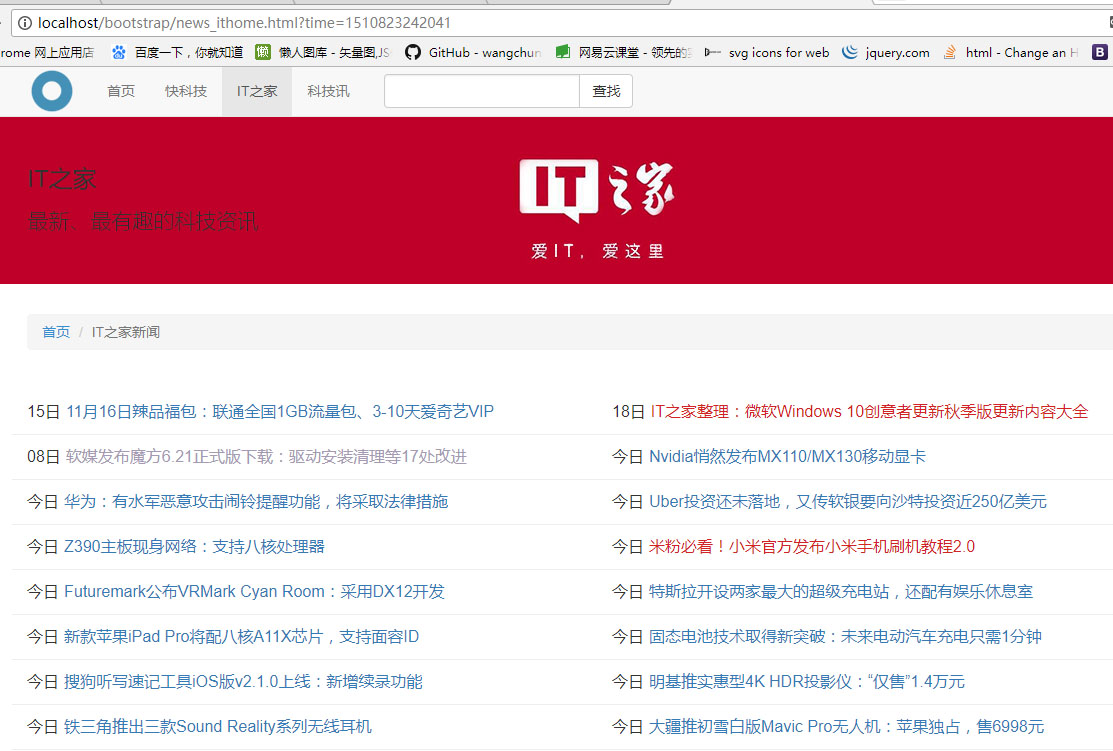 localhost/bootstrap/news_ithome.html?time=1510823242041
rome 网上应用店 百度一下，你就知道 懒人图库 - 矢量图,JS GitHub - wangchun 网易云课堂 - 领先的 svg icons for web jquery.com html - Change an H B
首页 快科技 IT之家 科技讯 查找
IT之家
最新、最有趣的科技资讯
IT之家
爱IT，爱这里
首页 / IT之家新闻
15日 11月16日辣品福包：联通全国1GB流量包、3-10天爱奇艺VIP
18日 IT之家整理：微软Windows 10创意者更新秋季版更新内容大全
08日 软媒发布魔方6.21正式版下载：驱动安装清理等17处改进
今日 Nvidia悄然发布MX110/MX130移动显卡
今日 华为：有水军恶意攻击闹铃提醒功能，将采取法律措施
今日 Uber投资还未落地，又传软银要向沙特投资近250亿美元
今日 Z390主板现身网络：支持八核处理器
今日 米粉必看！小米官方发布小米手机刷机教程2.0
今日 Futuremark公布VRMark Cyan Room：采用DX12开发
今日 特斯拉开设两家最大的超级充电站，还配有娱乐休息室
今日 新款苹果iPad Pro将配八核A11X芯片，支持面容ID
今日 固态电池技术取得新突破：未来电动汽车充电只需1分钟
今日 搜狗听写速记工具iOS版v2.1.0上线：新增续录功能
今日 明基推实惠型4K HDR投影仪：“仅售”1.4万元
今日 铁三角推出三款Sound Reality系列无线耳机
今日 大疆推初雪白版Mavic Pro无人机：苹果独占，售6998元